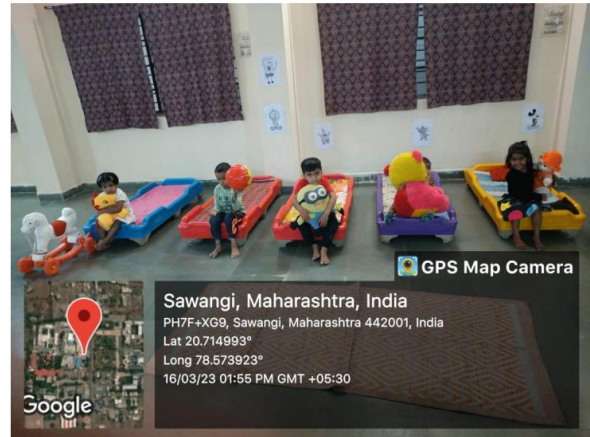 GPS Map Camera
Sawangi, Maharashtra, India
PH7F+XG9, Sawangi, Maharashtra 442001, India
Lat 20.714993°
Long 78.573923°
16/03/23 01:55 PM GMT +05:30
Google